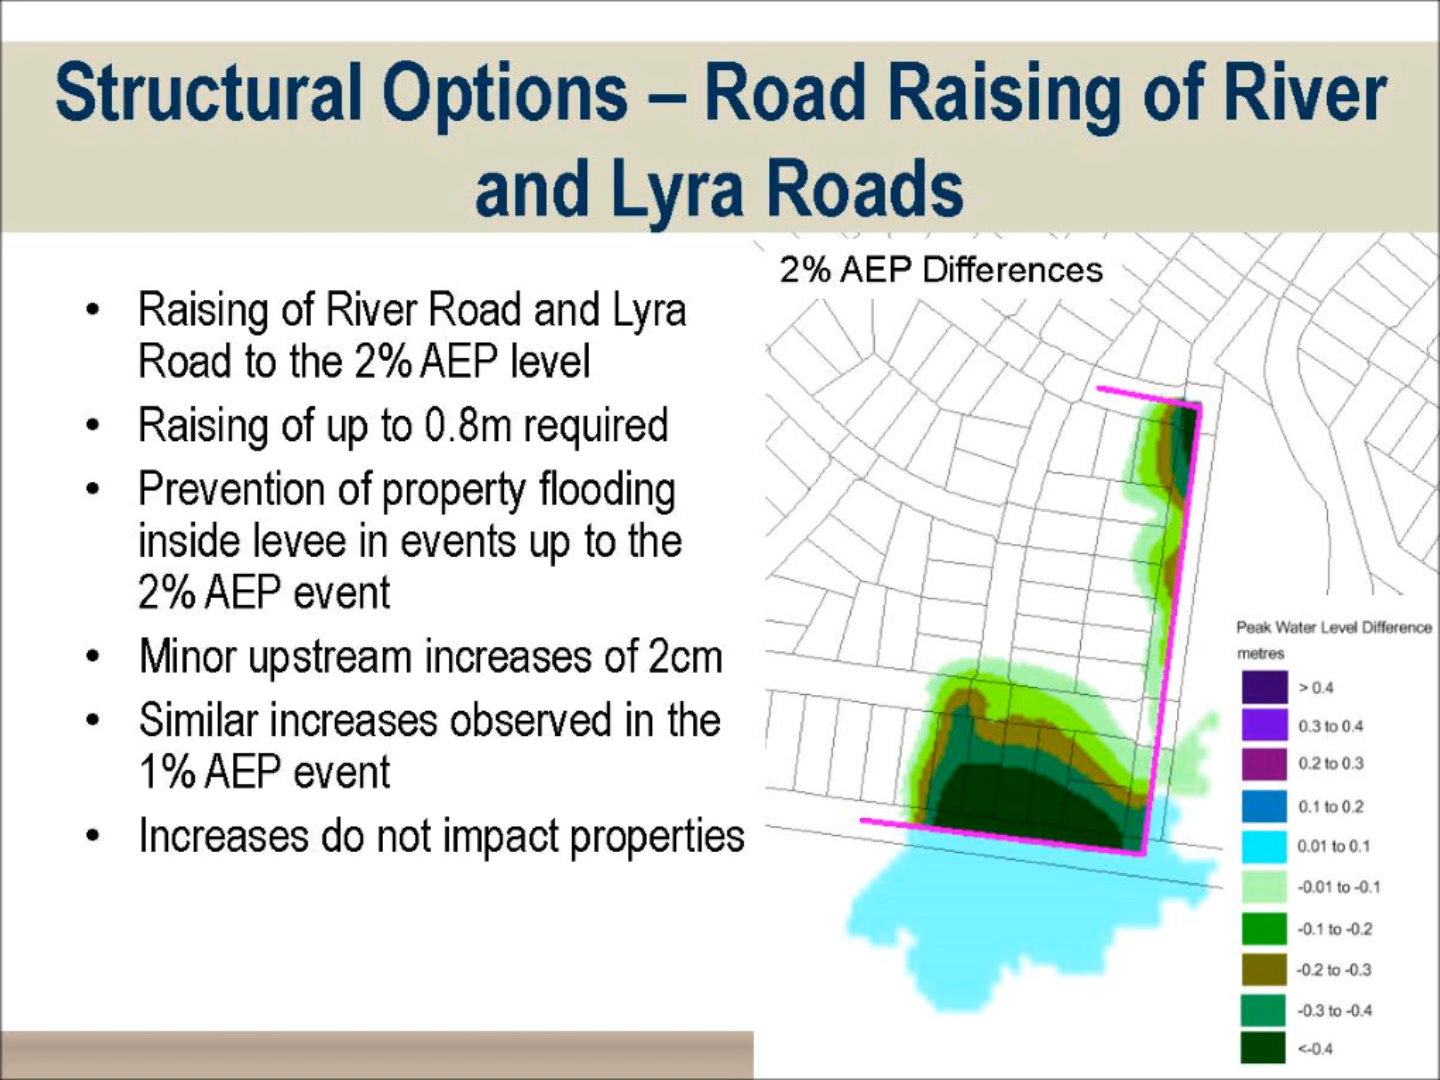 Structural Options – Road Raising of River
and Lyra Roads
2% AEP Differences
• Raising of River Road and Lyra
Road to the 2% AEP level
• Raising of up to 0.8m required
• Prevention of property flooding
inside levee in events up to the
2% AEP event
• Minor upstream increases of 2cm
• Similar increases observed in the
1% AEP event
• Increases do not impact properties
Peak Water Level Difference
metres
> 0.4
0.3 to 0.4
0.2 to 0.3
0.1 to 0.2
0.01 to 0.1
-0.01 to -0.1
-0.1 to -0.2
-0.2 to -0.3
-0.3 to -0.4
<-0.4